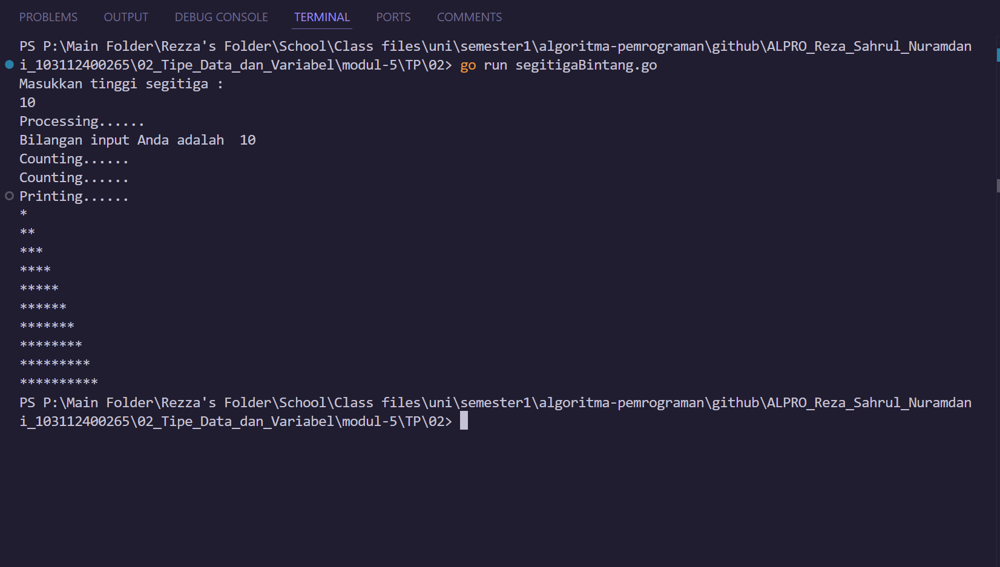 PROBLEMS OUTPUT DEBUG CONSOLE TERMINAL PORTS COMMENTS
PS P:\Main Folder\Rezza's Folder\School\Class files\uni\semester1\algoritma-pemrograman\github\ALPRO_Reza_Sahrul_Nuramdan
i_103112400265\02_Tipe_Data_dan_Variabel\modul-5\TP\02> go run segitigaBintang.go
Masukkan tinggi segitiga :
10
Processing......
Bilangan input Anda adalah  10
Counting......
Counting......
Printing......
*
**
***
****
*****
******
*******
********
*********
**********
PS P:\Main Folder\Rezza's Folder\School\Class files\uni\semester1\algoritma-pemrograman\github\ALPRO_Reza_Sahrul_Nuramdan
i_103112400265\02_Tipe_Data_dan_Variabel\modul-5\TP\02>